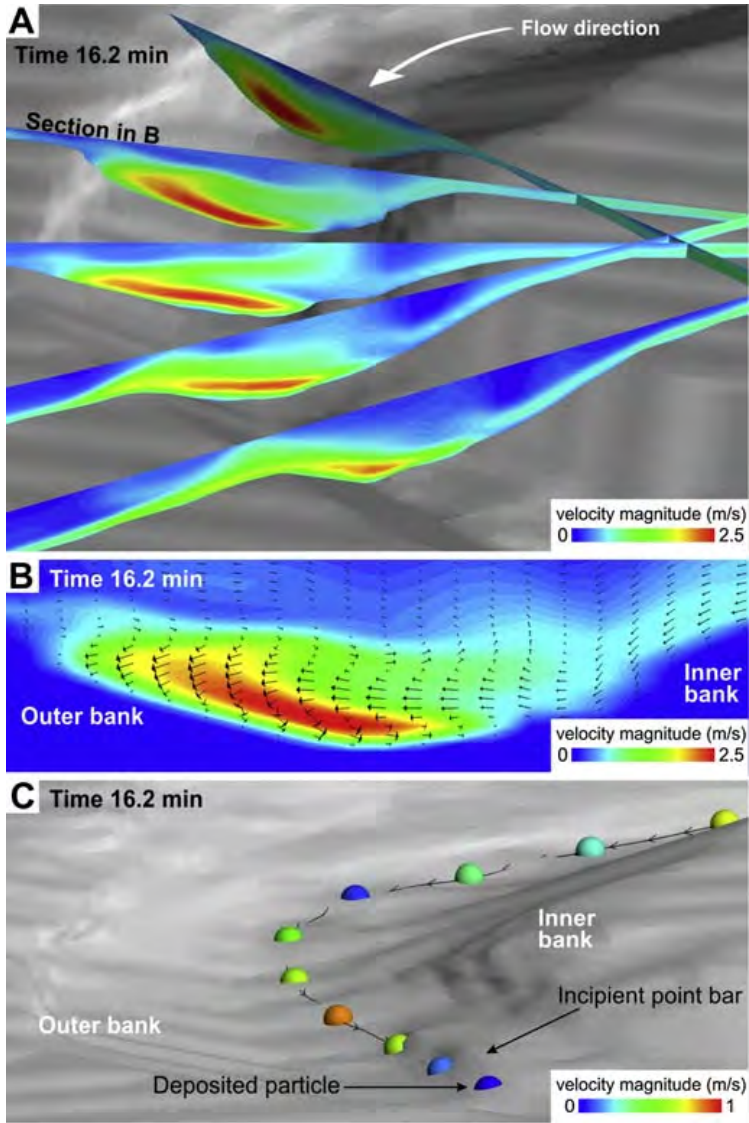 A
Time 16.2 min
Flow direction
Section in B
velocity magnitude (m/s)
0 2.5
B
Time 16.2 min
Outer bank
Inner
bank
velocity magnitude (m/s)
0 2.5
C
Time 16.2 min
Inner
bank
Incipient point bar
Outer bank
Deposited particle
velocity magnitude (m/s)
0 1